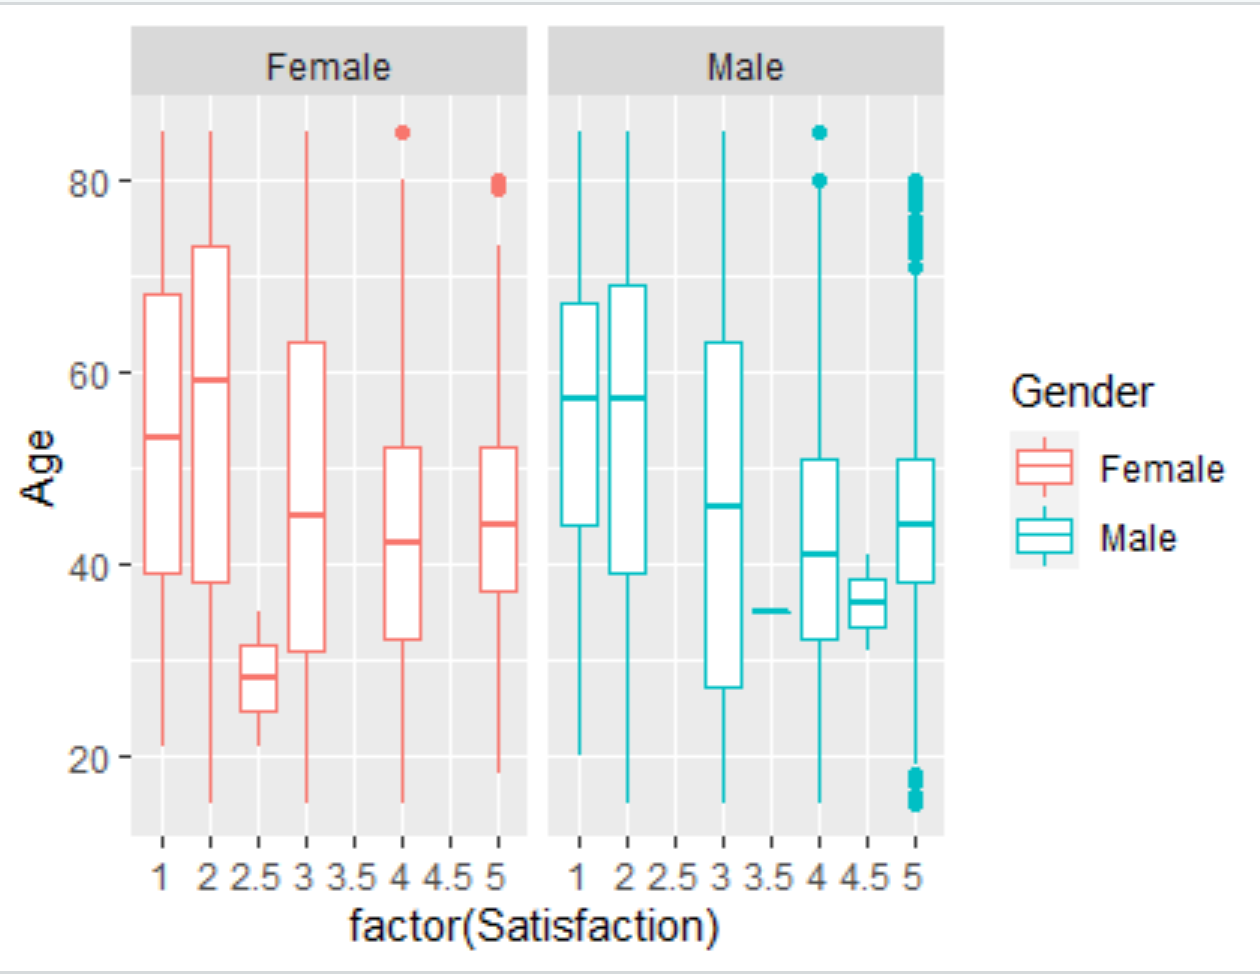 Female Male
80
60
40
20
Age
1 2 2.5 3 3.5 4 4.5 5 1 2 2.5 3 3.5 4 4.5 5
factor(Satisfaction)
Gender
Female
Male